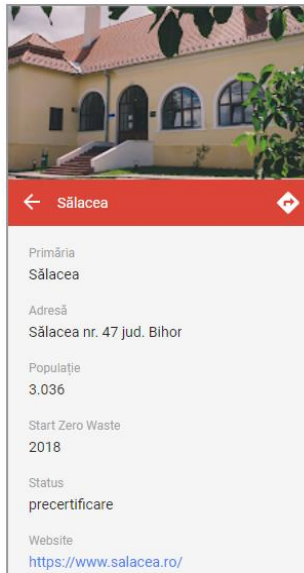 Sălacea
Primăria
Sălacea
Adresă
Sălacea nr. 47 jud. Bihor
Populație
3.036
Start Zero Waste
2018
Status
precertificare
Website
https://www.salacea.ro/